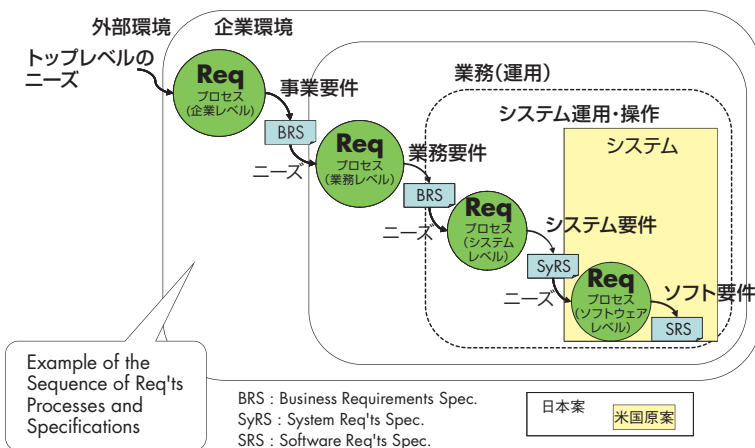 外部環境
企業環境
トップレベルの
ニーズ
Req
プロセス
(企業レベル)
事業要件
BRS
ニーズ
Req
プロセス
(業務レベル)
業務(運用)
業務要件
BRS
ニーズ
システム運用・操作
Req
プロセス
(システム
レベル)
システム
システム要件
SyRS
ニーズ
Req
プロセス
(ソフトウェア
レベル)
ソフト要件
SRS
Example of the
Sequence of Req'ts
Processes and
Specifications
BRS : Business Requirements Spec.
SyRS : System Req'ts Spec.
SRS : Software Req'ts Spec.
日本案
米国原案